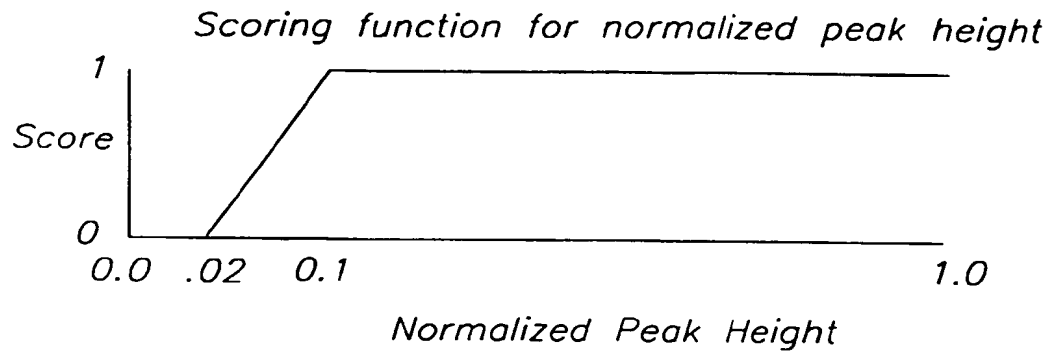 Scoring function for normalized peak height
1
Score
0
0.0 .02 0.1 1.0
Normalized Peak Height